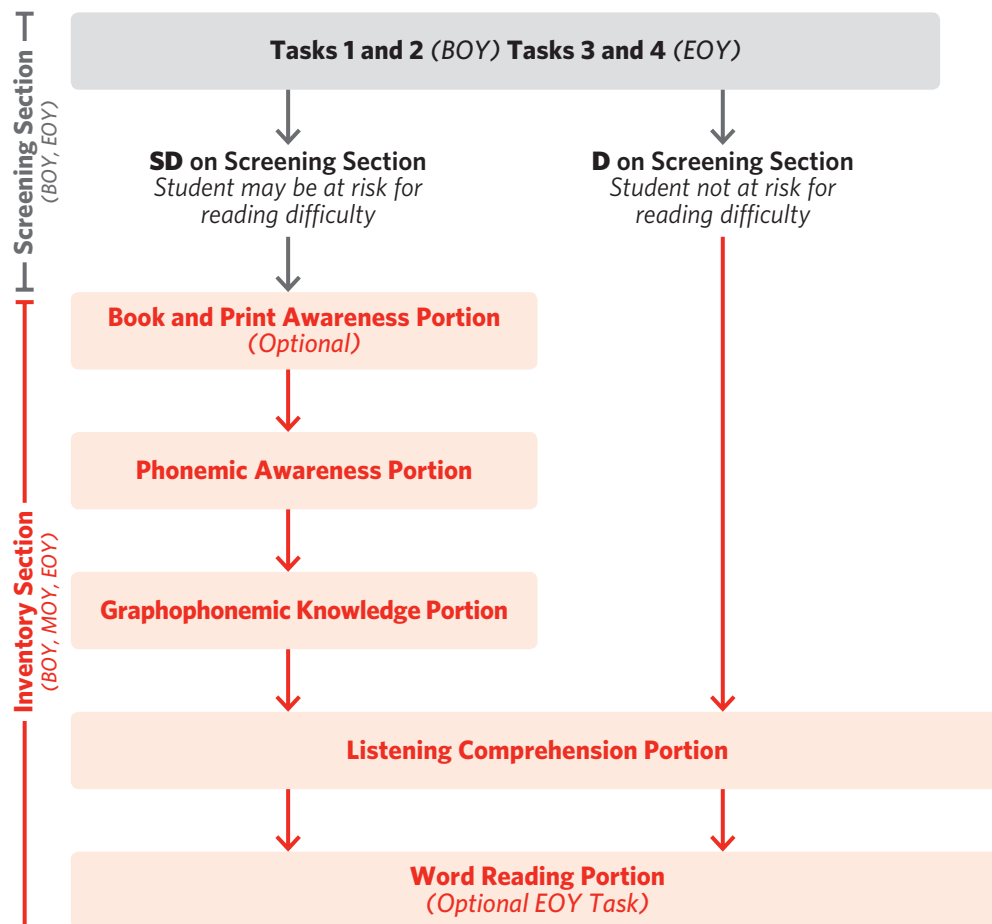 Screening Section
(BOY, EOY)
Tasks 1 and 2 (BOY) Tasks 3 and 4 (EOY)
SD on Screening Section
Student may be at risk for
reading difficulty
D on Screening Section
Student not at risk for
reading difficulty
Inventory Section
(BOY, MOY, EOY)
Book and Print Awareness Portion
(Optional)
Phonemic Awareness Portion
Graphophonemic Knowledge Portion
Listening Comprehension Portion
Word Reading Portion
(Optional EOY Task)